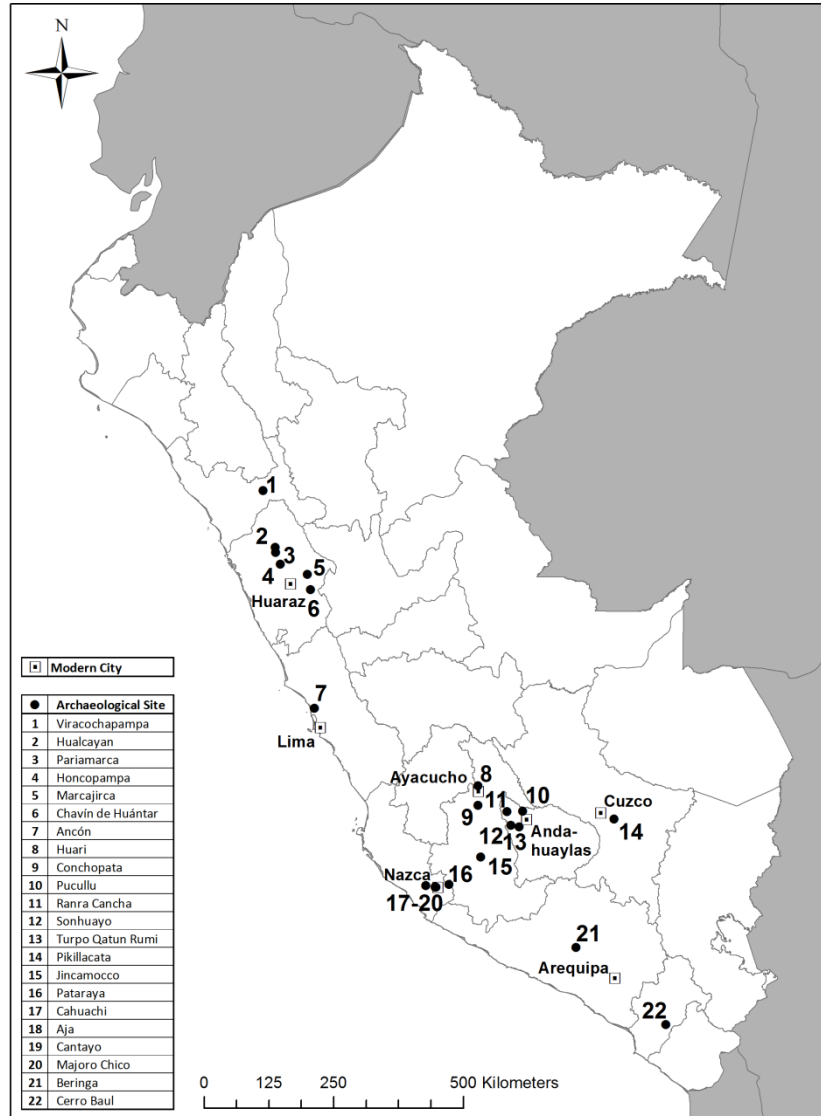 N
1
2
3
4
5
6
Huaraz
7
Lima
Ayacucho
8
9
11
10
12
13
Anda-
huaylas
Cuzco
14
15
Nazca
16
17-20
21
Arequipa
22
Modern City
Archaeological Site
1 Viracochapampa
2 Hualcayan
3 Pariamarca
4 Honcopampa
5 Marcajirca
6 Chavín de Huántar
7 Ancón
8 Huari
9 Conchopata
10 Pucullu
11 Ranra Cancha
12 Sonhuayo
13 Turpo Qatun Rumi
14 Pikillacata
15 Jincamocco
16 Pataraya
17 Cahuachi
18 Aja
19 Cantayo
20 Majoro Chico
21 Beringa
22 Cerro Baul
0 125 250 500 Kilometers